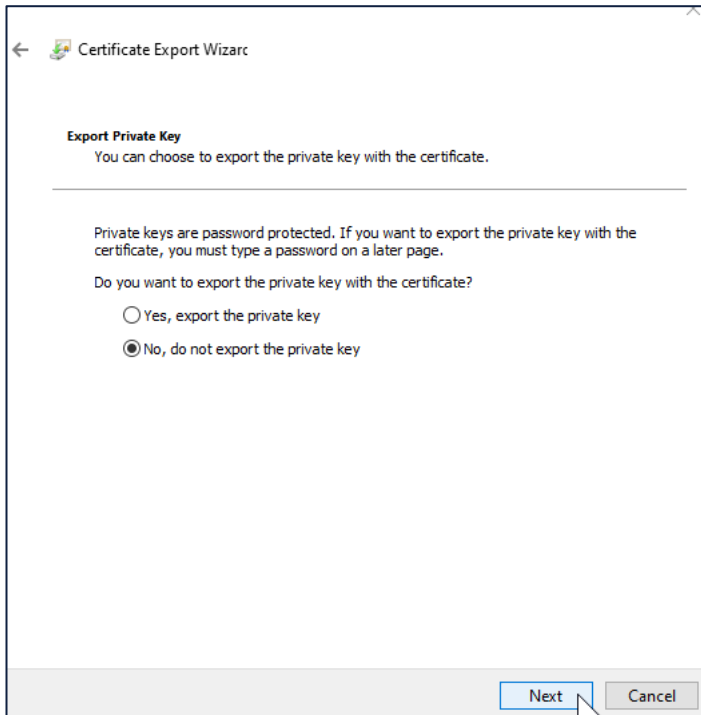 Certificate Export Wizarc
Export Private Key
You can choose to export the private key with the certificate.
Private keys are password protected. If you want to export the private key with the
certificate, you must type a password on a later page.
Do you want to export the private key with the certificate?
Yes, export the private key
No, do not export the private key
Next
Cancel